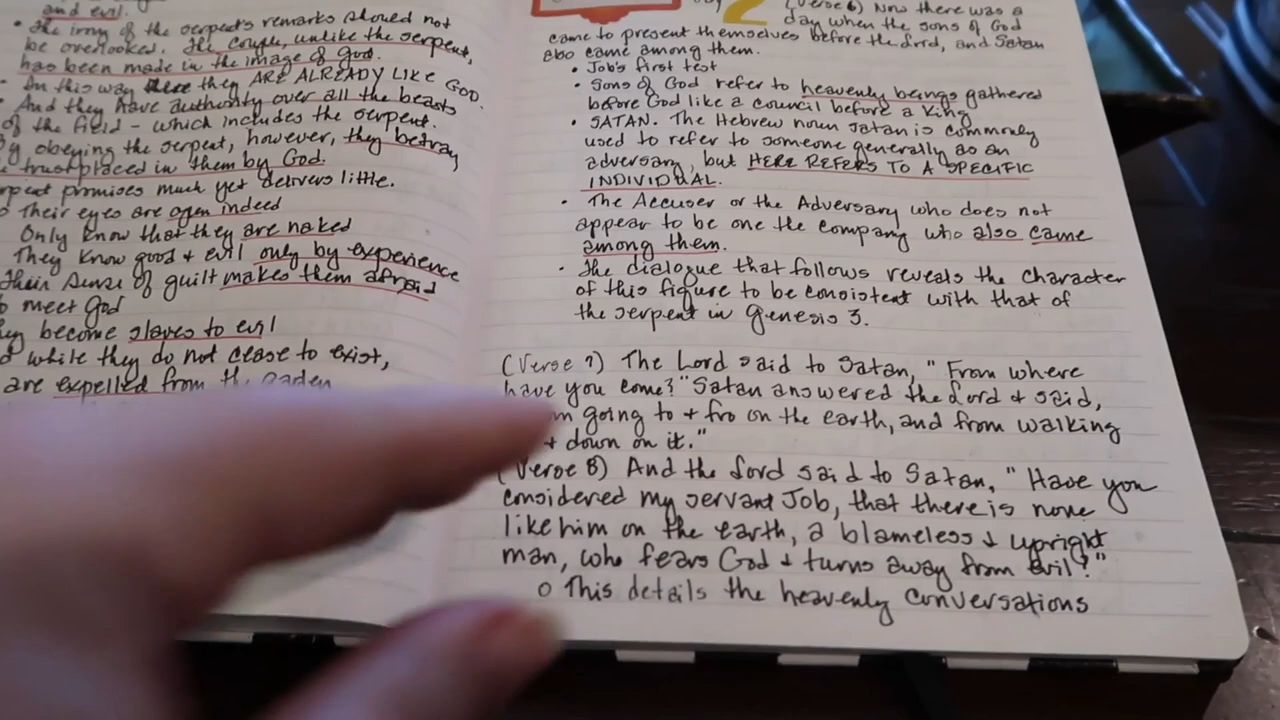 and evil.
• The irony of the serpent's remarks should not
be overlooked. The couple, unlike the serpent,
has been made in the image of God.
In this way they ARE ALREADY LIKE GOD.
• And they have authority over all the beasts
of the field - which includes the serpent.
by obeying the serpent, however, they betray
trust placed in them by God.
promises much yet delivers little.
Their eyes are open indeed
Only know that they are naked
They know good + evil only by experience
Their sense of guilt makes them afraid
to meet God
become slaves to evil
while they do not cease to exist,
are expelled from the garden
2
(Verse 6) Now there was a
day when the sons of God
came to present themselves before the Lord, and Satan
also came among them.
• Job's first test
• Sons of God refer to heavenly beings gathered
before God like a council before a King
• SATAN. The Hebrew noun satan is commonly
used to refer to someone generally as an
adversary, but HERE REFERS TO A SPECIFIC
INDIVIDUAL.
• The Accuser or the Adversary who does not
appear to be one the company who also came
among them.
• The dialogue that follows reveals the character
of this figure to be consistent with that of
the serpent in Genesis 3.
(Verse 7) The Lord said to Satan, "From where
have you come?" Satan answered the Lord + said,
going to + fro on the earth, and from walking
+ down on it."
(Verse 8) And the Lord said to Satan, "Have you
considered my servant Job, that there is none
like him on the earth, a blameless + upright
man, who fears God + turns away from evil?"
o This details the heavenly conversations